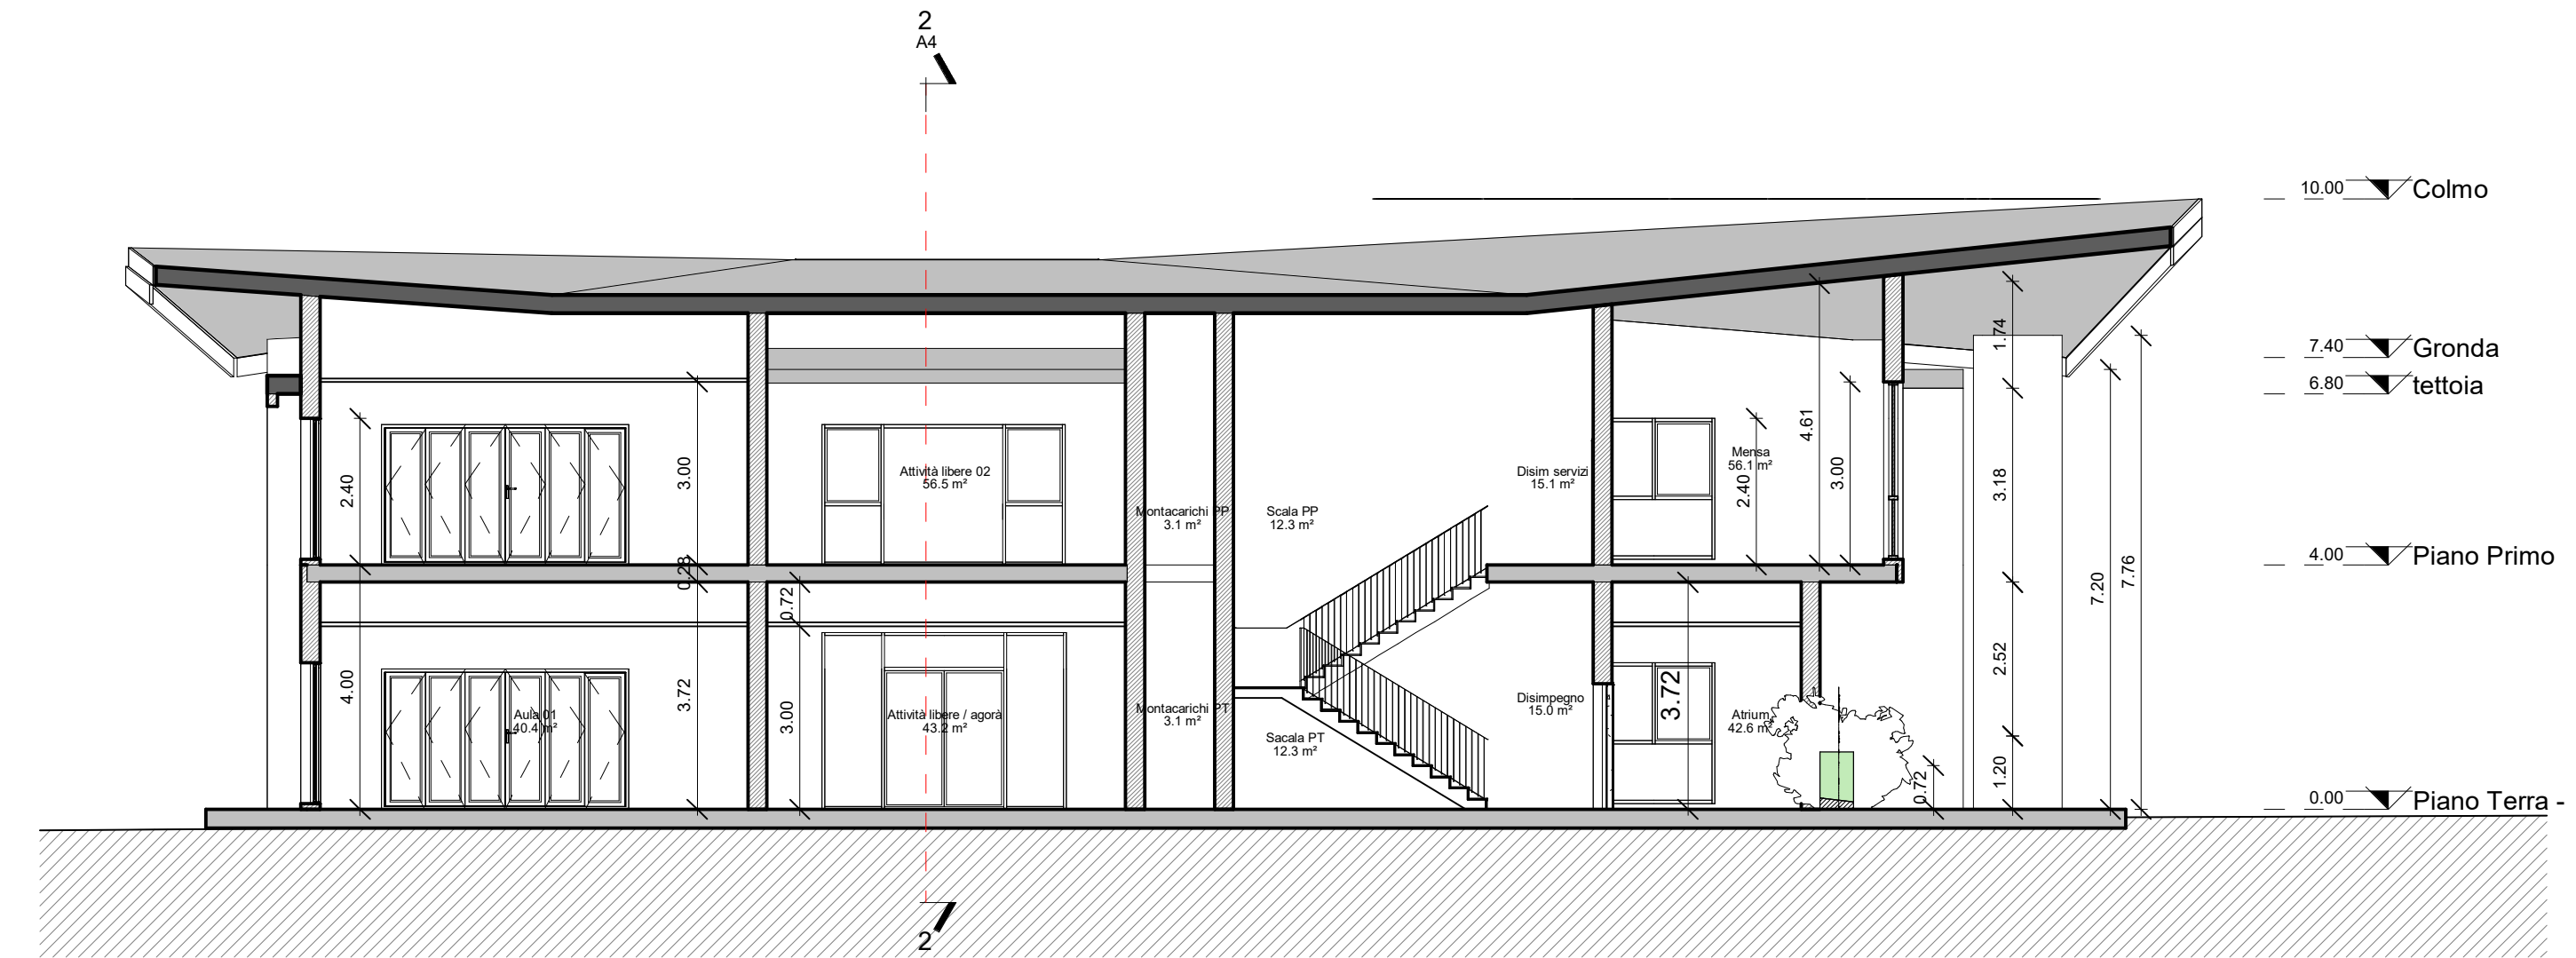 2
A4
10.00 Colmo
7.40 Gronda
6.80 tettoia
4.00 Piano Primo
0.00 Piano Terra -
1.74
4.61
3.00
2.40
3.00
2.40
3.18
7.20
7.76
Attività libere 02
56.5 m²
Montacarichi PP
3.1 m²
Scala PP
12.3 m²
Disim servizi
15.1 m²
Mensa
56.1 m²
0.28
0.72
4.00
3.72
3.00
3.72
2.52
1.20
0.72
Aula 01
40.4 m²
Attività libere / agorà
43.2 m²
Montacarichi PT
3.1 m²
Sacala PT
12.3 m²
Disimpegno
15.0 m²
Atrium
42.6 m²
2